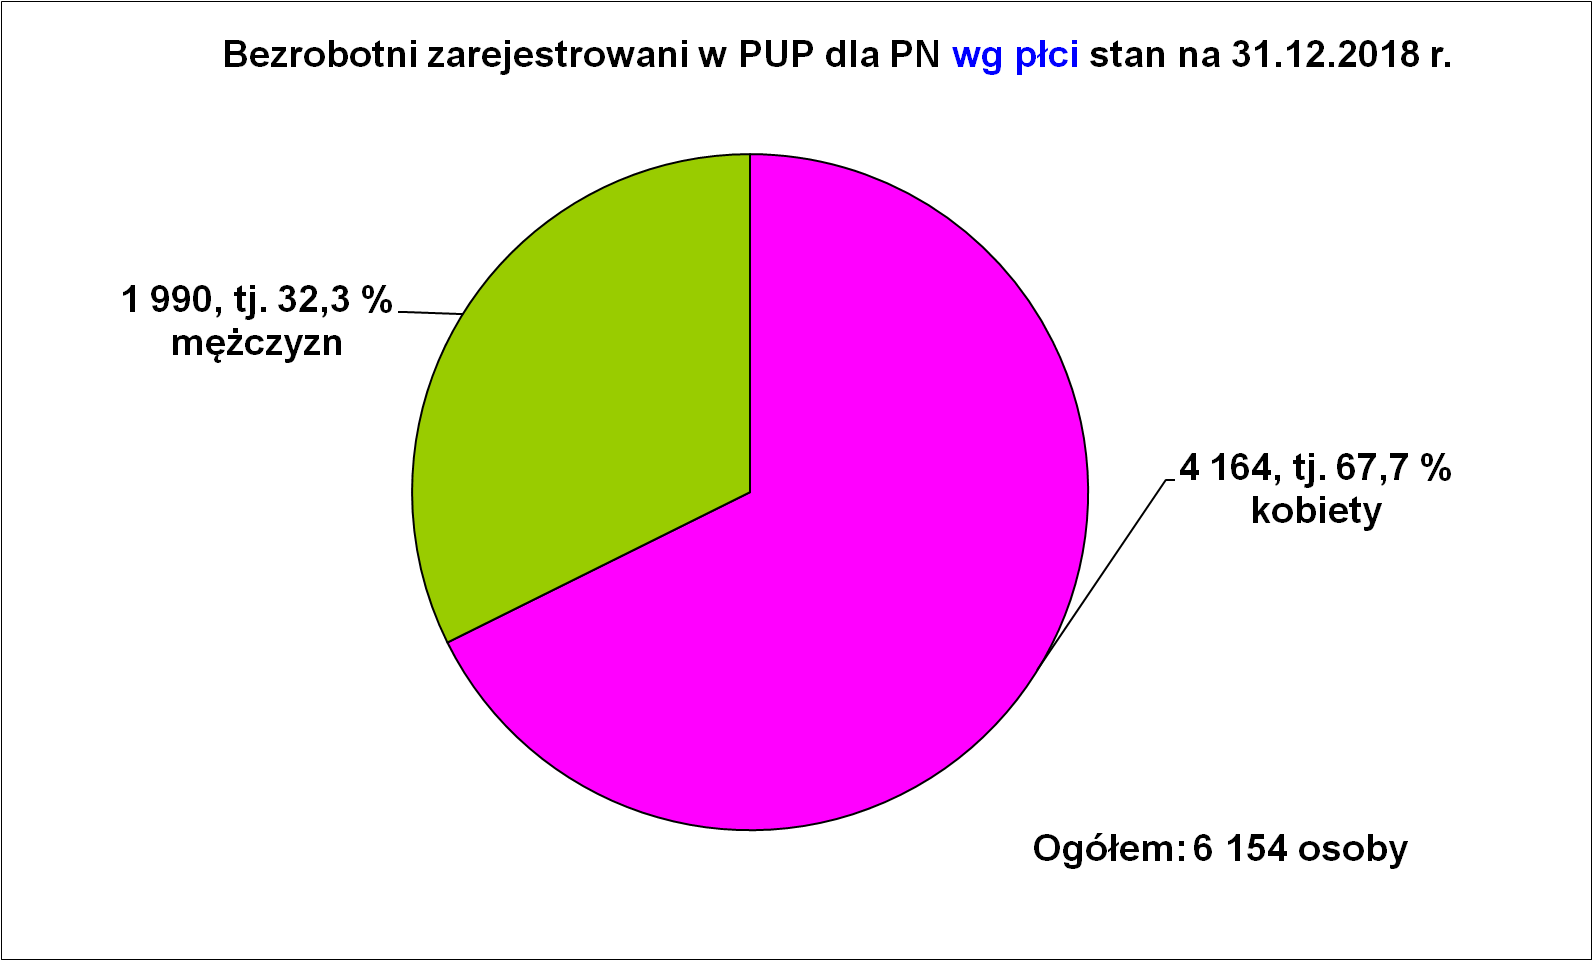 Bezrobotni zarejestrowani w PUP dla PN wg płci stan na 31.12.2018 r.
1 990, tj. 32,3 %
mężczyzn
4 164, tj. 67,7 %
kobiety
Ogółem: 6 154 osoby